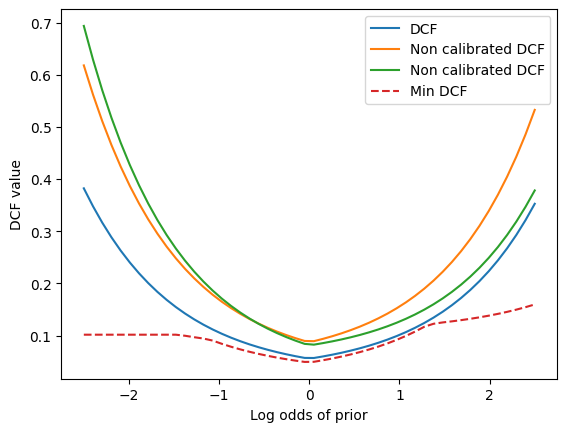 DCF
Non calibrated DCF
Non calibrated DCF
Min DCF
0.7
0.6
0.5
0.4
0.3
0.2
0.1
DCF value
−2 −1 0 1 2
Log odds of prior